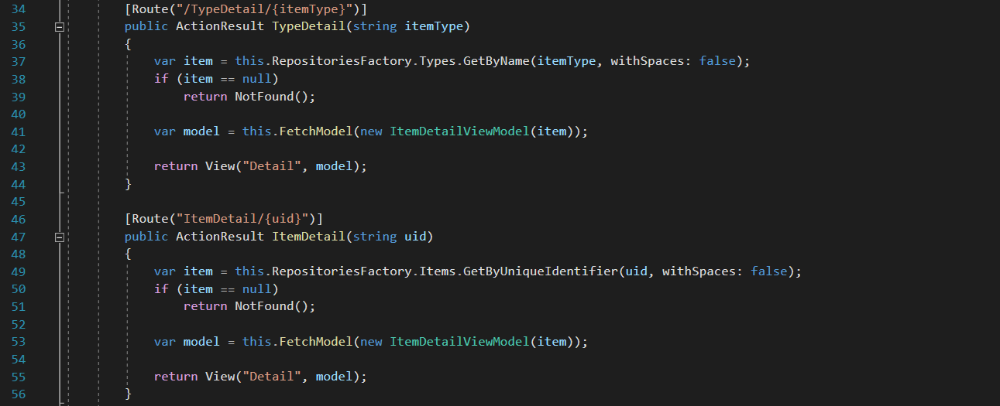 34 [Route("/TypeDetail/{itemType}")]
35 public ActionResult TypeDetail(string itemType)
36 {
37 var item = this.RepositoriesFactory.Types.GetByName(itemType, withSpaces: false);
38 if (item == null)
39 return NotFound();
40
41 var model = this.FetchModel(new ItemDetailViewModel(item));
42
43 return View("Detail", model);
44 }
45
46 [Route("ItemDetail/{uid}")]
47 public ActionResult ItemDetail(string uid)
48 {
49 var item = this.RepositoriesFactory.Items.GetByUniqueIdentifier(uid, withSpaces: false);
50 if (item == null)
51 return NotFound();
52
53 var model = this.FetchModel(new ItemDetailViewModel(item));
54
55 return View("Detail", model);
56 }